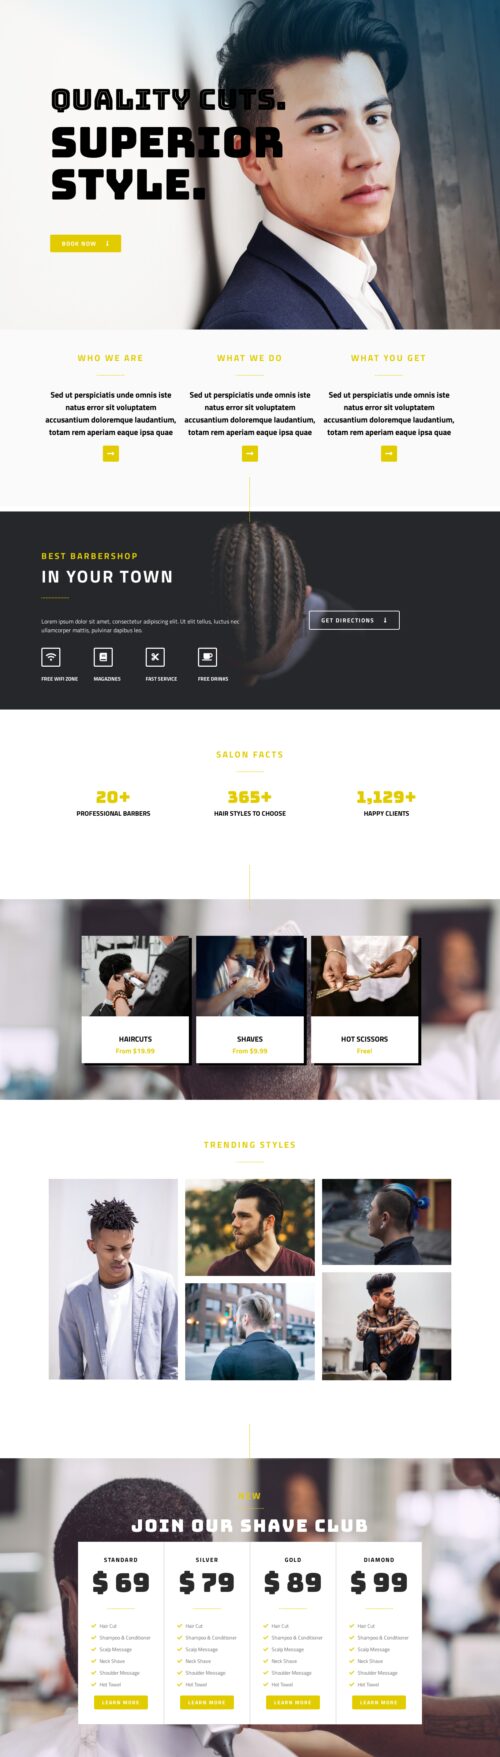 QUALITY CUTS.
SUPERIOR
STYLE.
BOOK NOW
WHO WE ARE
Sed ut perspiciatis unde omnis iste
natus error sit voluptatem
accusantium doloremque laudantium,
totam rem aperiam eaque ipsa quae
WHAT WE DO
Sed ut perspiciatis unde omnis iste
natus error sit voluptatem
accusantium doloremque laudantium,
totam rem aperiam eaque ipsa quae
WHAT YOU GET
Sed ut perspiciatis unde omnis iste
natus error sit voluptatem
accusantium doloremque laudantium,
totam rem aperiam eaque ipsa quae
BEST BARBERSHOP
IN YOUR TOWN
Lorem ipsum dolor sit amet, consectetur adipiscing elit. Ut elit tellus, luctus nec
ullamcorper mattis, pulvinar dapibus leo.
GET DIRECTIONS
FREE WIFI ZONE
MAGAZINES
FAST SERVICE
FREE DRINKS
SALON FACTS
20+
PROFESSIONAL BARBERS
365+
HAIR STYLES TO CHOOSE
1,129+
HAPPY CLIENTS
HAIRCUTS
From $19.99
SHAVES
From $9.99
HOT SCISSORS
Free!
TRENDING STYLES
NEW
JOIN OUR SHAVE CLUB
STANDARD
$ 69
Hair Cut
Shampoo & Conditioner
Scalp Message
Neck Shave
Shoulder Message
Hot Towel
LEARN MORE
SILVER
$ 79
Hair Cut
Shampoo & Conditioner
Scalp Message
Neck Shave
Shoulder Message
Hot Towel
LEARN MORE
GOLD
$ 89
Hair Cut
Shampoo & Conditioner
Scalp Message
Neck Shave
Shoulder Message
Hot Towel
LEARN MORE
DIAMOND
$ 99
Hair Cut
Shampoo & Conditioner
Scalp Message
Neck Shave
Shoulder Message
Hot Towel
LEARN MORE